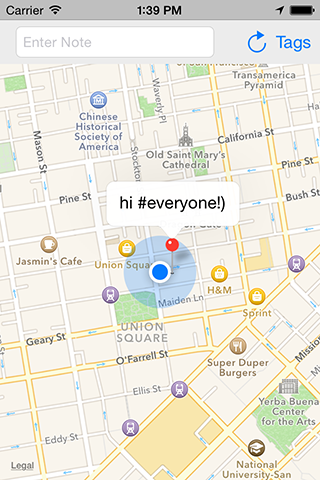 Carrier
1:39 PM
Enter Note
Tags
Transamerica
Pyramid
Waverly Pl
Chinese
Historical
Society of
America
Mason St
California St
Stockton
Old Saint Mary's
Cathedral
Pine St
Bush St
hi #everyone!)
Jasmin's Cafe
Union Square
H&M
Maiden Ln
Sprint
Geary St
UNION
SQUARE
O'Farrell St
Mission
Super Duper
Burgers
Ellis St
Yerba Buena
Center for
the Arts
Eddy St
National
University-San
Legal